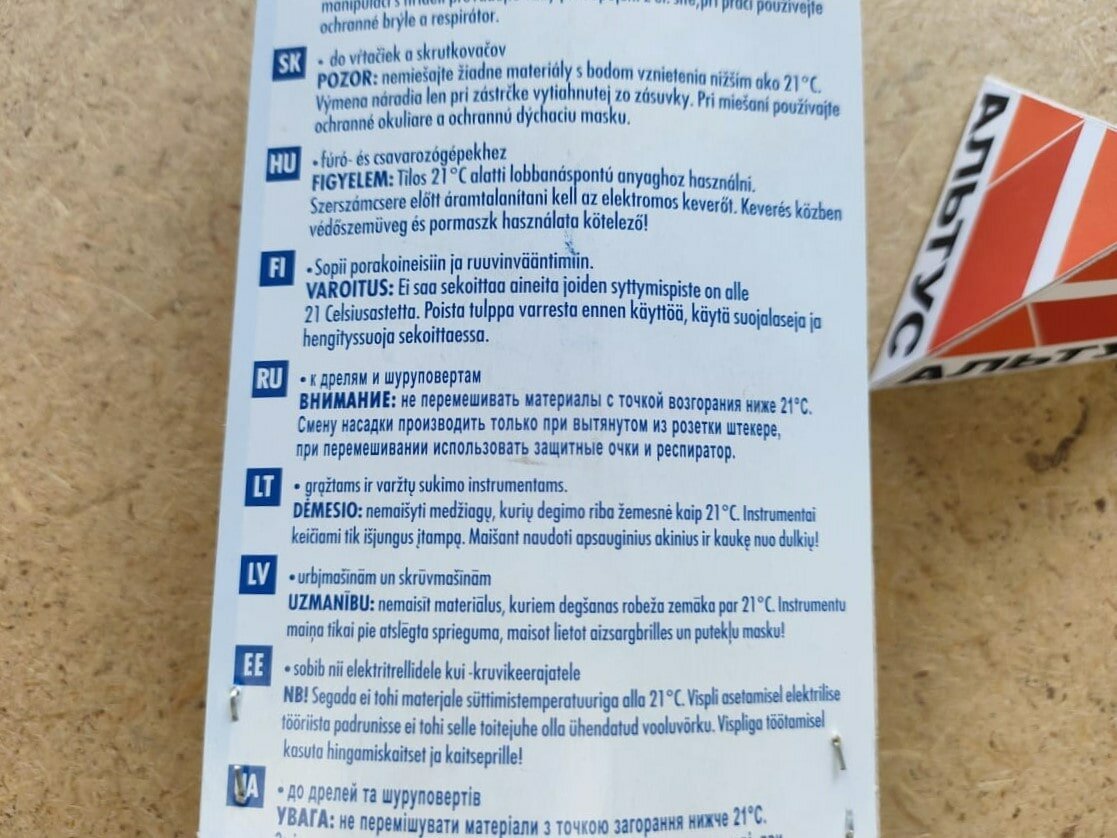 ochranné brýle a respirátor.
SK • do vŕtačiek a skrutkovačov
POZOR: nemiešajte žiadne materiály s bodom vznietenia nižším ako 21°C.
Výmena náradia len pri zástrčke vytiahnutej zo zásuvky. Pri miešaní používajte
ochranné okuliare a ochrannú dýchaciu masku.
HU • fúró- és csavarozógépekhez
FIGYELEM: Tilos 21°C alatti lobbanáspontú anyaghoz használni.
Szerszámcsere előtt áramtalanítani kell az elektromos keverőt. Keverés közben
védőszemüveg és pormaszk használata kötelező!
FI • Sopii porakoineisiin ja ruuvinvääntimiin.
VAROITUS: Ei saa sekoittaa aineita joiden syttymispiste on alle
21 Celsiusastetta. Poista tulppa varresta ennen käyttöä, käytä suojalaseja ja
hengityssuoja sekoittaessa.
RU • к дрелям и шуруповертам
ВНИМАНИЕ: не перемешивать материалы с точкой возгорания ниже 21°C.
Смену насадки производить только при вытянутом из розетки штекере,
при перемешивании использовать защитные очки и респиратор.
LT • grąžtams ir varžtų sukimo instrumentams.
DĖMESIO: nemaišyti medžiagų, kurių degimo riba žemesnė kaip 21°C. Instrumentai
keičiami tik išjungus įtampą. Maišant naudoti apsauginius akinius ir kaukę nuo dulkių!
LV • urbjmašīnām un skrūvmašīnām
UZMANĪBU: nemaisīt materiālus, kuriem degšanas robeža zemāka par 21°C. Instrumentu
maiņa tikai pie atslēgta sprieguma, maisot lietot aizsargbrilles un putekļu masku!
EE • sobib nii elektritrellidele kui -kruvikeerajatele
NB! Segada ei tohi materjale süttimistemperatuuriga alla 21°C. Vispli asetamisel elektrilise
tööriista padrunisse ei tohi selle toitejuhe olla ühendatud vooluvõrku. Vispliga töötamisel
kasuta hingamiskaitset ja kaitseprille!
UA • до дрелей та шуруповертів
УВАГА: не перемішувати матеріали з точкою загорання нижче 21°C.
АЛЬТУС
АЛЬТУ